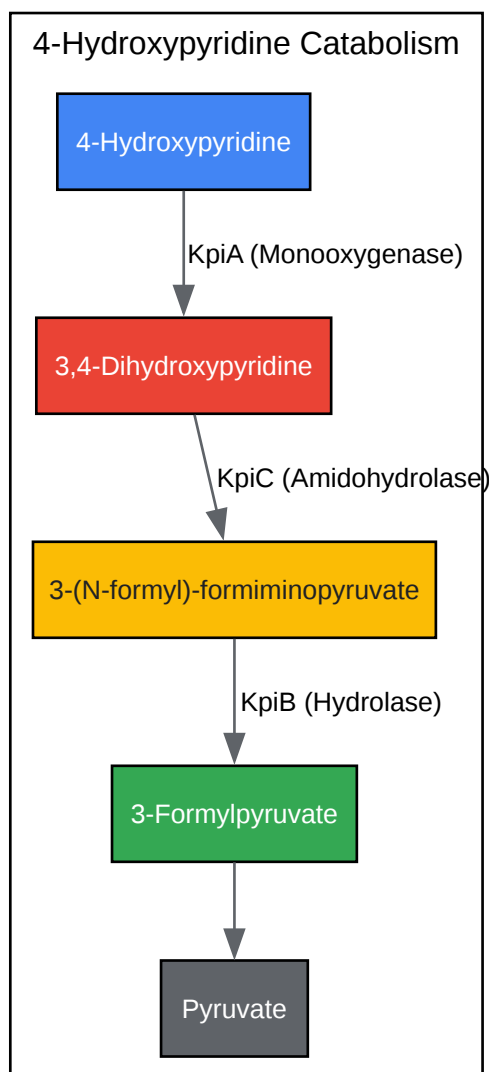 4-Hydroxypyridine Catabolism
4-Hydroxypyridine
KpiA (Monooxygenase)
3,4-Dihydroxypyridine
KpiC (Amidohydrolase)
3-(N-formyl)-formiminopyruvate
KpiB (Hydrolase)
3-Formylpyruvate
Pyruvate